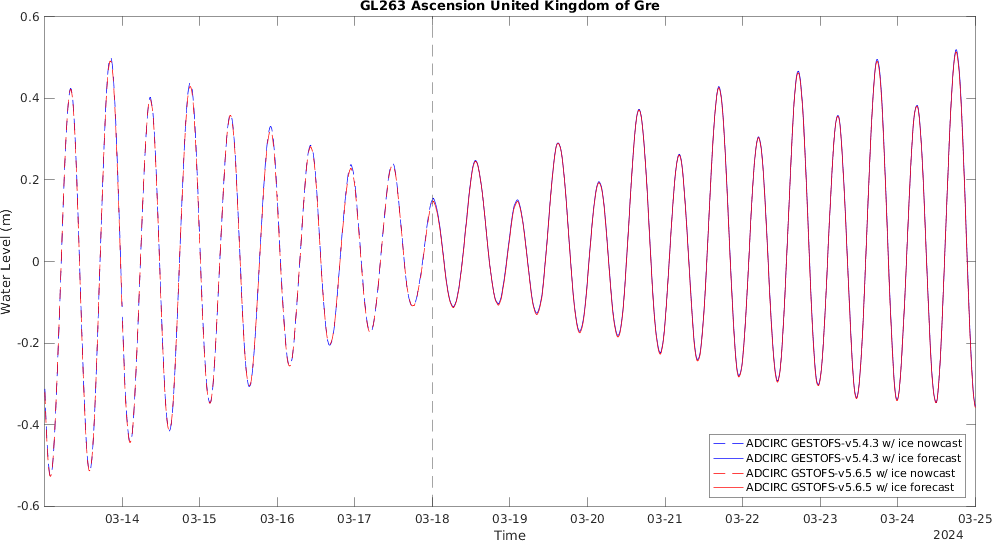 GL263 Ascension United Kingdom of Gre
0.6
0.4
0.2
0
-0.2
-0.4
-0.6
Water Level (m)
ADCIRC GESTOFS-v5.4.3 w/ ice nowcast
ADCIRC GESTOFS-v5.4.3 w/ ice forecast
ADCIRC GSTOFS-v5.6.5 w/ ice nowcast
ADCIRC GSTOFS-v5.6.5 w/ ice forecast
03-14 03-15 03-16 03-17 03-18 03-19 03-20 03-21 03-22 03-23 03-24 03-25
Time
2024